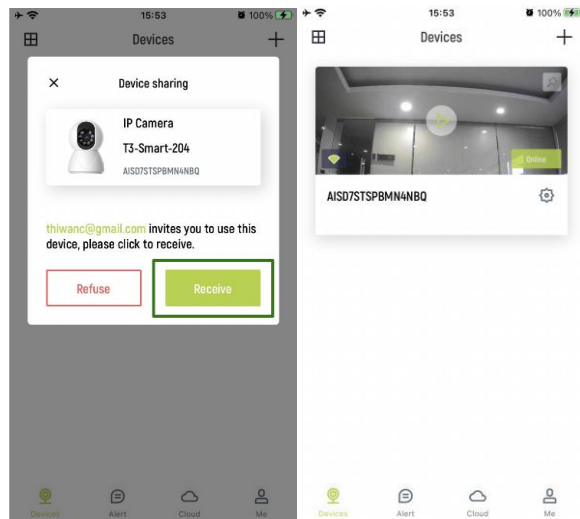 15:53
100%
Devices
Device sharing
IP Camera
T3-Smart-204
AISD7STSPBMN4NBQ
thiwanc@gmail.com invites you to use this
device, please click to receive.
Refuse
Receive
Devices
Alert
Cloud
Me
15:53
100%
Devices
Online
AISD7STSPBMN4NBQ
Devices
Alert
Cloud
Me